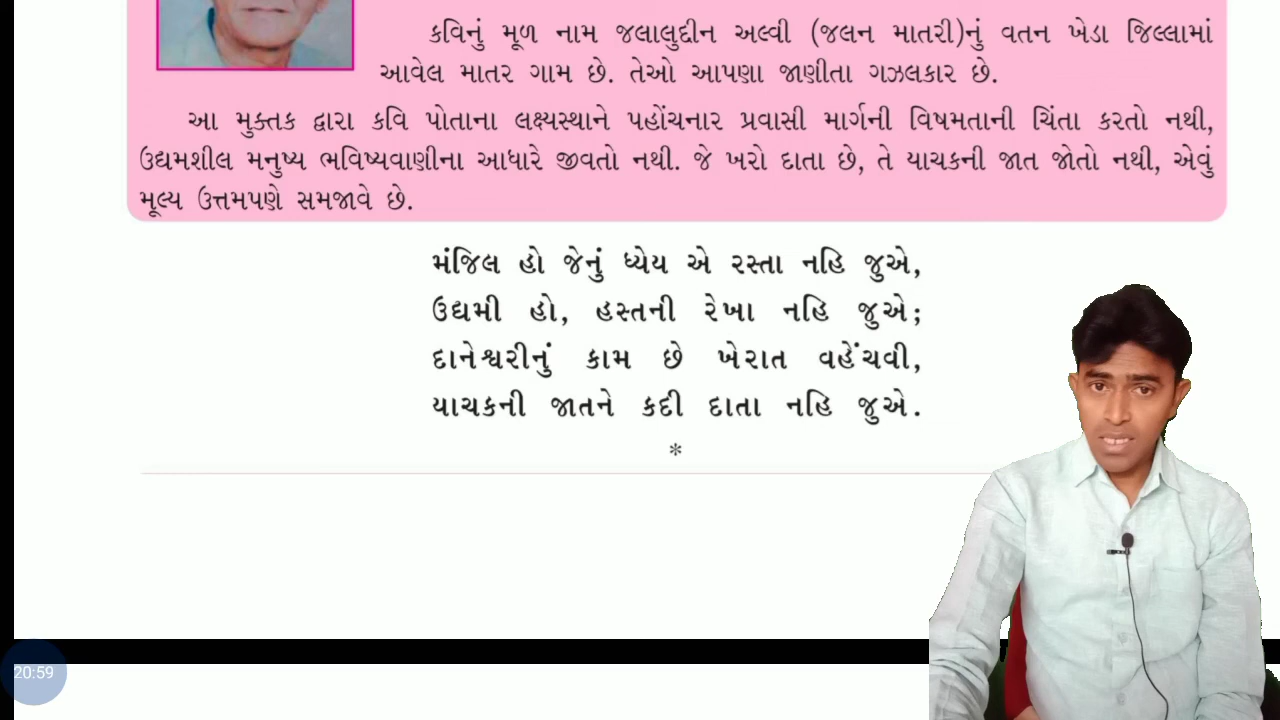 કવિનું મૂળ નામ જલાલુદ્દીન અલ્વી (જલન માતરી)નું વતન ખેડા જિલ્લામાં
આવેલ માતર ગામ છે. તેઓ આપણા જાણીતા ગઝલકાર છે.
આ મુક્તક દ્વારા કવિ પોતાના લક્ષ્યસ્થાને પહોંચનાર પ્રવાસી માર્ગની વિષમતાની ચિંતા કરતો નથી,
ઉદ્યમશીલ મનુષ્ય ભવિષ્યવાણીના આધારે જીવતો નથી. જે ખરો દાતા છે, તે યાચકની જાત જોતો નથી, એવું
મૂલ્ય ઉત્તમપણે સમજાવે છે.
મંજિલ હો જેનું ધ્યેય એ રસ્તા નહિ જુએ,
ઉદ્યમી હો, હસ્તની રેખા નહિ જુએ;
દાનેશ્વરીનું કામ છે ખેરાત વહેંચવી,
યાચકની જાતને કદી દાતા નહિ જુએ.
*
20:59